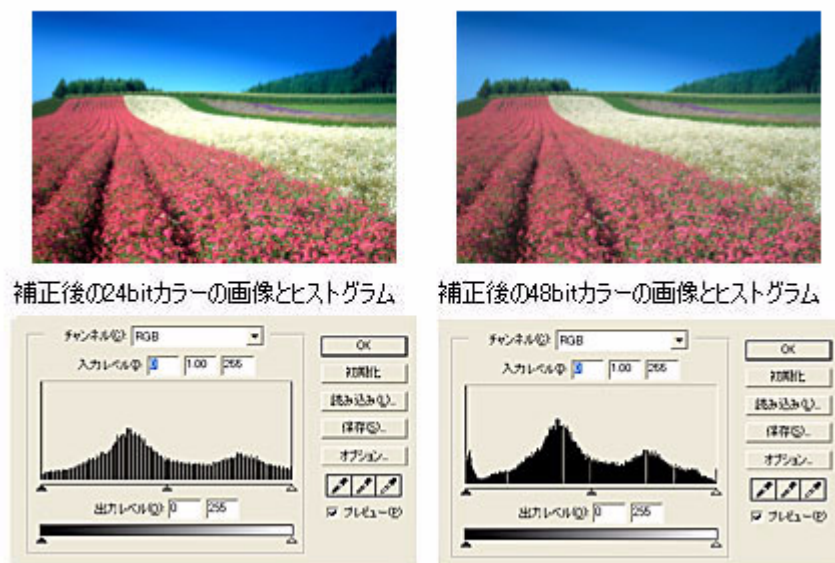 補正後の24bitカラーの画像とヒストグラム
補正後の48bitカラーの画像とヒストグラム
チャンネル(C): RGB
入力レベル(I): 0 1.00 255
OK
初期化
読み込み(L)...
保存(S)...
オプション...
出力レベル(O): 0 255
プレビュー(P)
チャンネル(C): RGB
入力レベル(I): 0 1.00 255
OK
初期化
読み込み(L)...
保存(S)...
オプション...
出力レベル(O): 0 255
プレビュー(P)